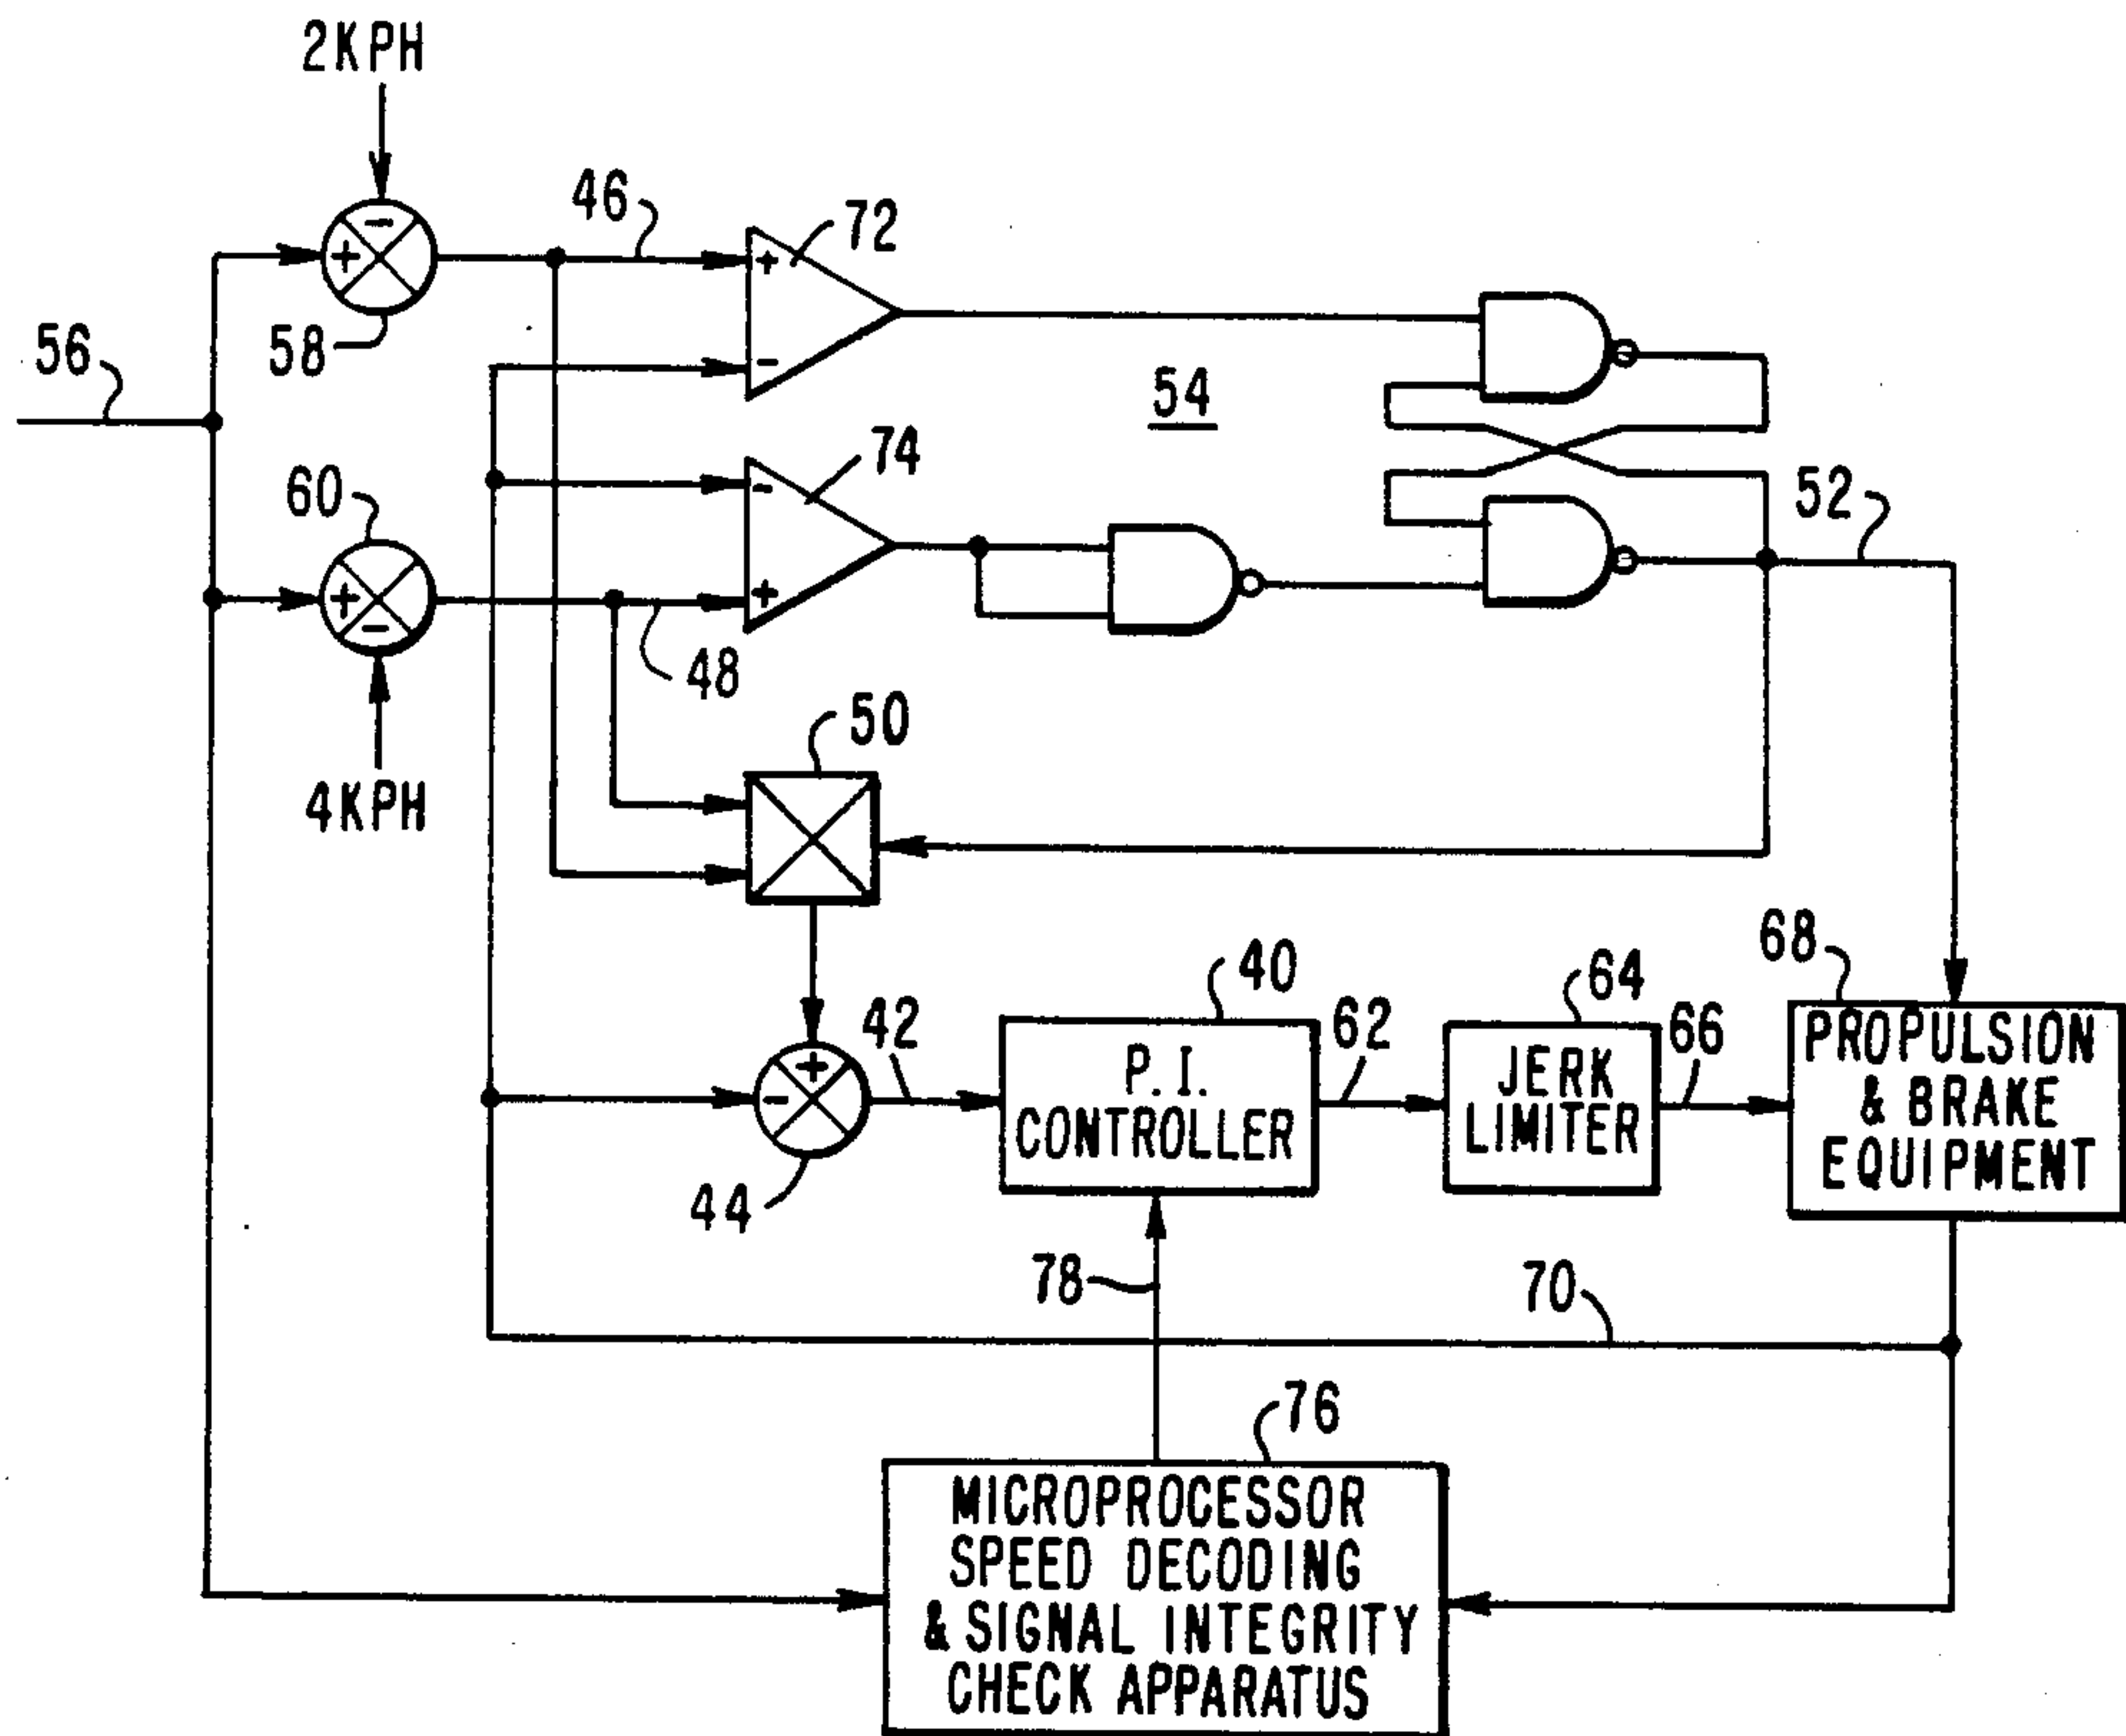 2KPH
46
72
56
58
54
60
74
52
48
50
4KPH
68
40
64
42
62
66
P.I.
CONTROLLER
JERK
LIMITER
PROPULSION
& BRAKE
EQUIPMENT
44
78
70
76
MICROPROCESSOR
SPEED DECODING
& SIGNAL INTEGRITY
CHECK APPARATUS